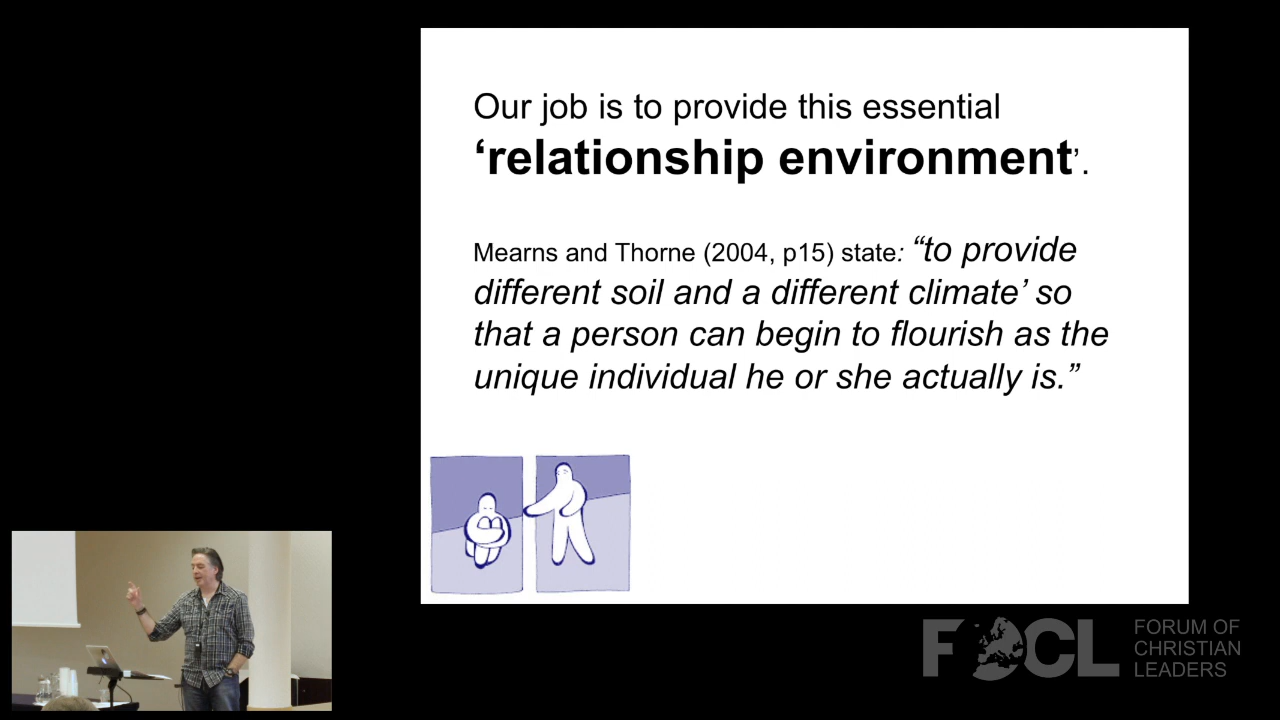 Our job is to provide this essential
‘relationship environment’.
Mearns and Thorne (2004, p15) state: “to provide
different soil and a different climate’ so
that a person can begin to flourish as the
unique individual he or she actually is.”
FOCL
FORUM OF
CHRISTIAN
LEADERS